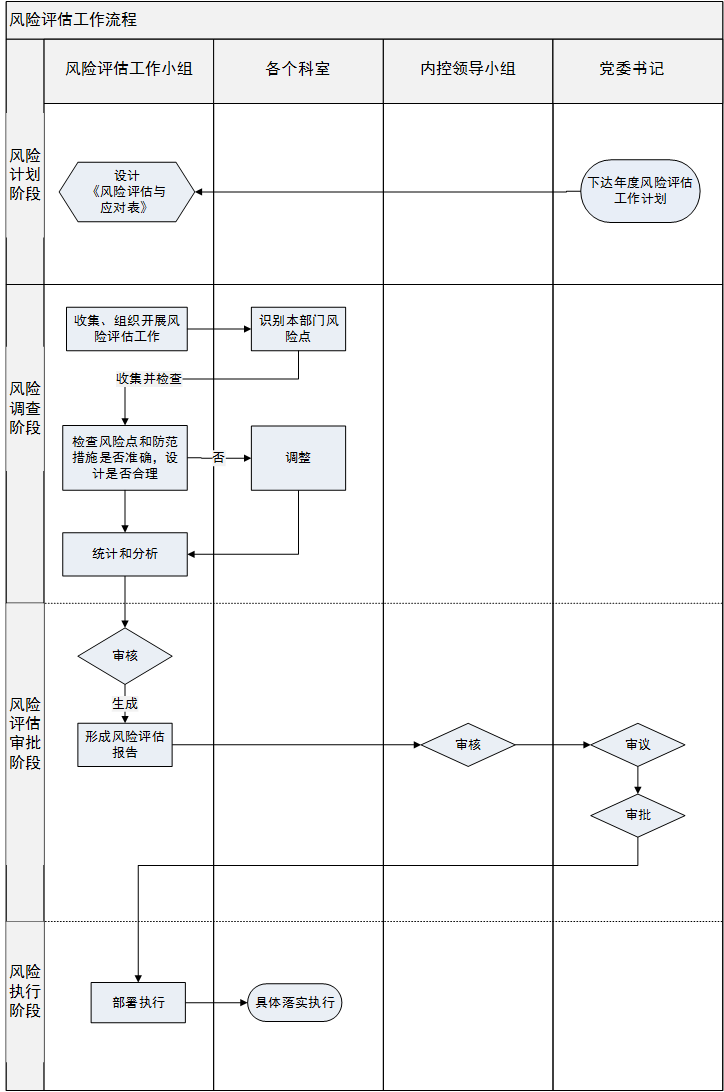 风险评估工作流程
风险评估工作小组
各个科室
内控领导小组
党委书记
风险
计划
阶段
设计
《风险评估与
应对表》
下达年度风险评估
工作计划
风险
调查
阶段
收集、组织开展风
险评估工作
识别本部门风
险点
收集并检查
检查风险点和防范
措施是否准确，设
计是否合理
否
调整
统计和分析
风险
评估
审批
阶段
审核
生成
形成风险评估
报告
审核
审议
审批
风险
执行
阶段
部署执行
具体落实执行